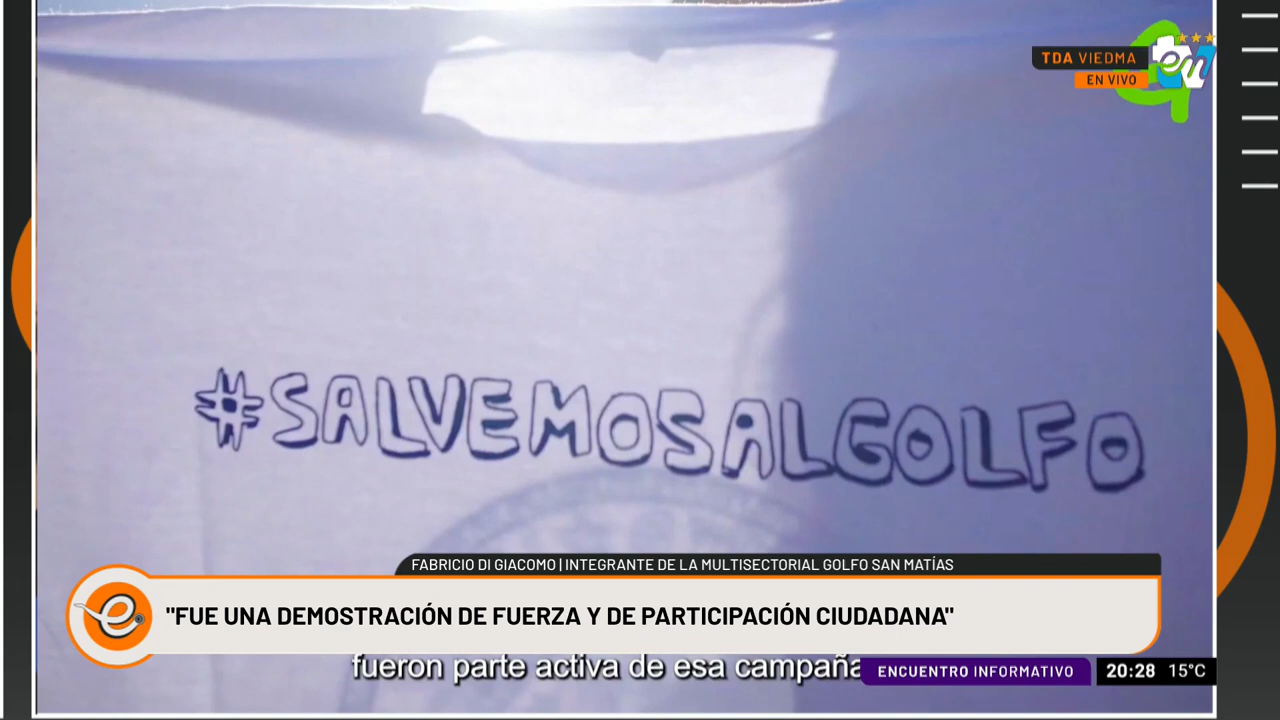 TDA VIEDMA
EN VIVO
eu
#SALVEMOSALGOLFO
FABRICIO DI GIACOMO | INTEGRANTE DE LA MULTISECTORIAL GOLFO SAN MATÍAS
e
"FUE UNA DEMOSTRACIÓN DE FUERZA Y DE PARTICIPACIÓN CIUDADANA"
fueron parte activa de esa campaña
ENCUENTRO INFORMATIVO
20:28 15°C